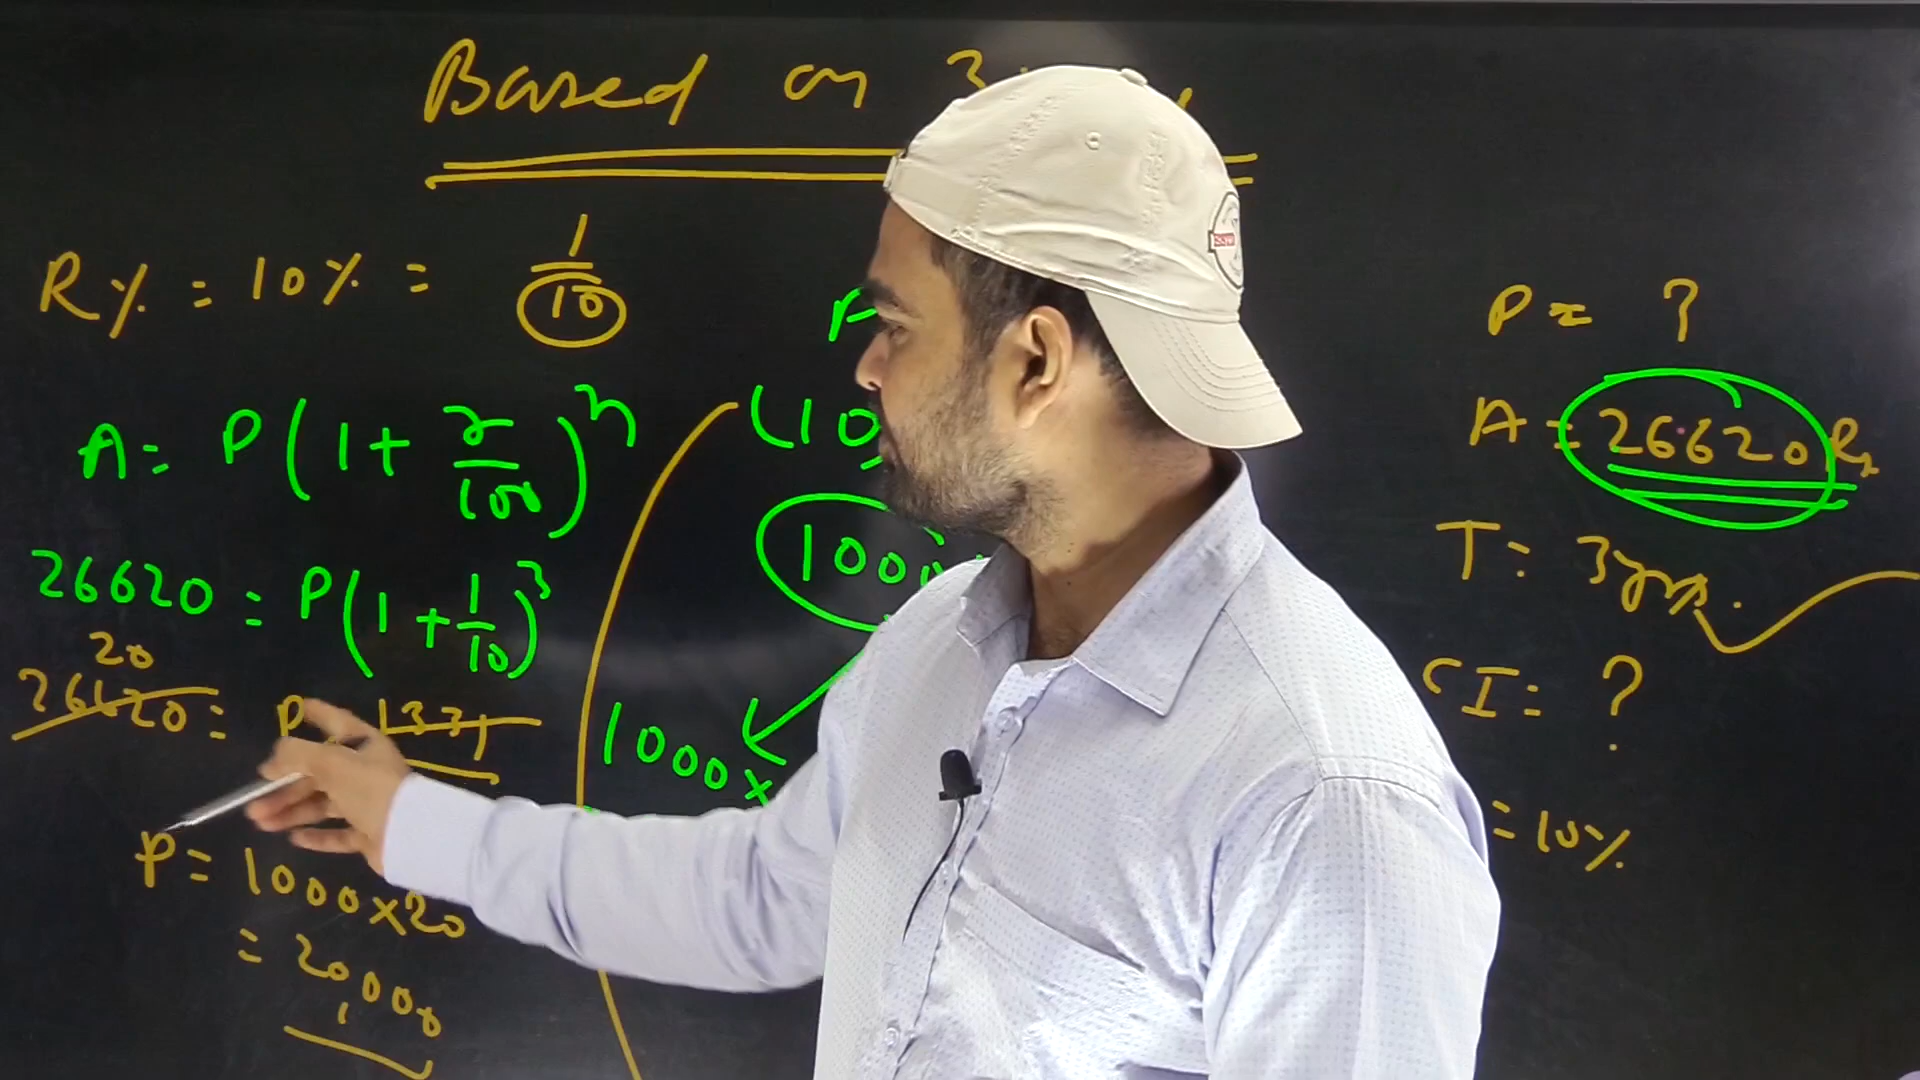 Based on 3
R% = 10% = 1/10
A = P(1 + r/100)^n
26620 = P(1 + 1/10)^3
20
26620 = P 1331
P = 1000 × 20
= 20,000
(10
1000
1000 ×
P = ?
A = 26620 Rs
T = 3yrs.
CI = ?
= 10%